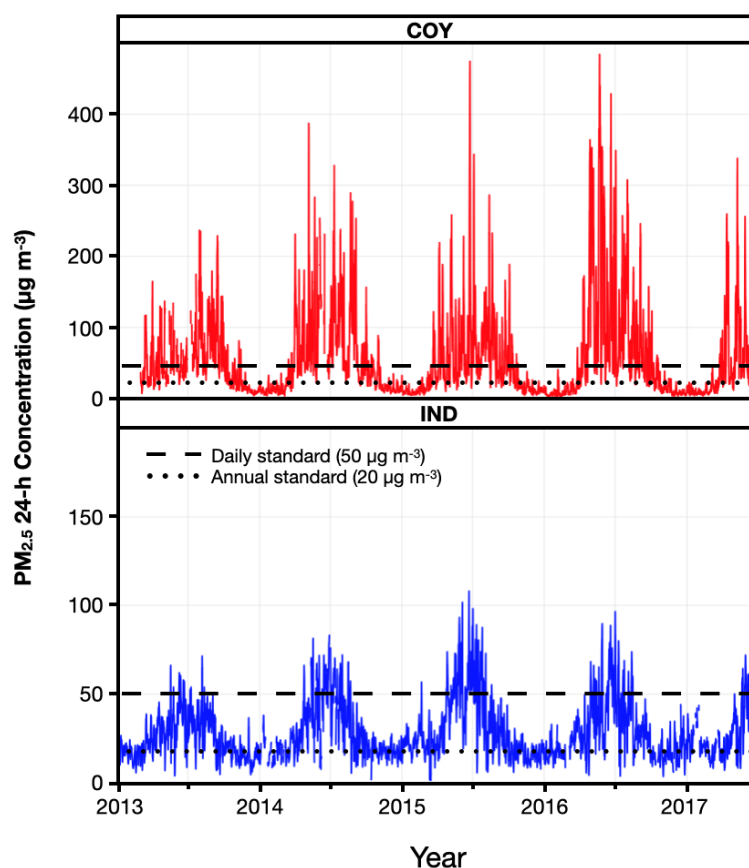 COY
400
300
200
100
0
IND
Daily standard (50 µg m-³)
Annual standard (20 µg m-³)
150
100
50
0
PM2.5 24-h Concentration (µg m-³)
2013 2014 2015 2016 2017
Year